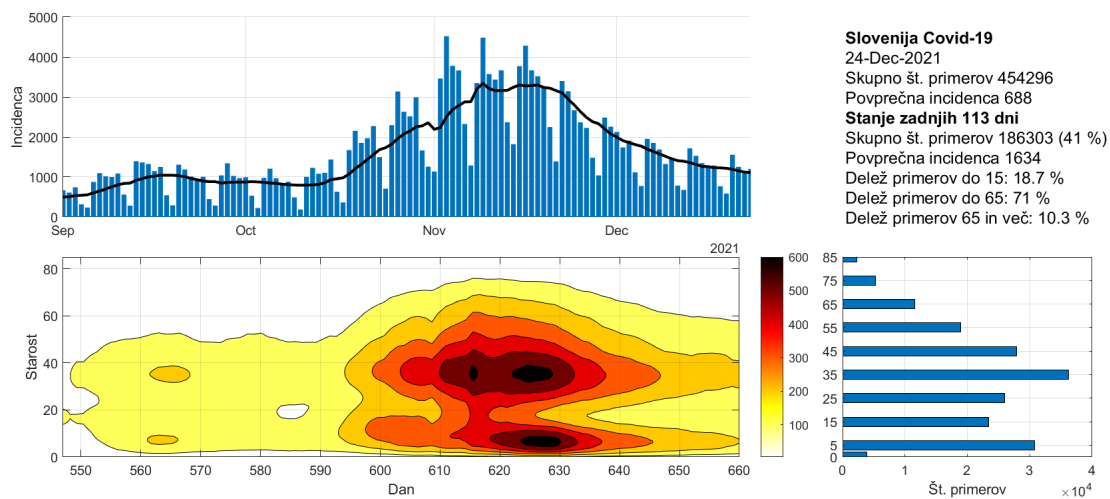 5000
4000
3000
2000
1000
0
Incidenca
Sep Oct Nov Dec
2021
Slovenija Covid-19
24-Dec-2021
Skupno št. primerov 454296
Povprečna incidenca 688
Stanje zadnjih 113 dni
Skupno št. primerov 186303 (41 %)
Povprečna incidenca 1634
Delež primerov do 15: 18.7 %
Delež primerov do 65: 71 %
Delež primerov 65 in več: 10.3 %
80
60
40
20
0
Starost
550 560 570 580 590 600 610 620 630 640 650 660
Dan
600
500
400
300
200
100
85
75
65
55
45
35
25
15
5
0
0 1 2 3 4
Št. primerov
×10⁴